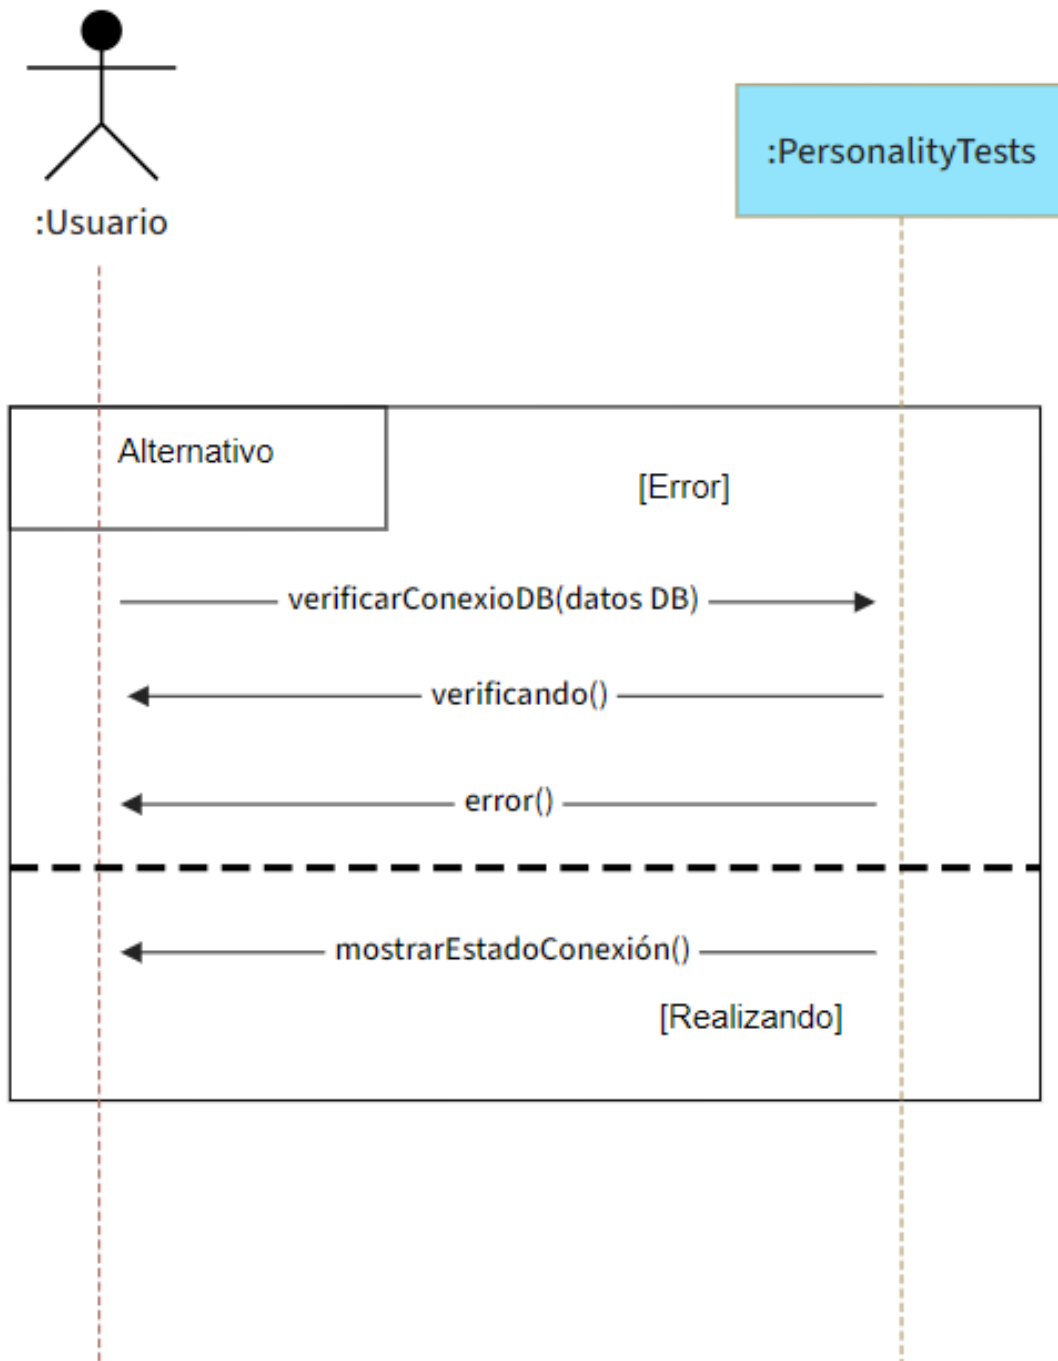 :Usuario
:PersonalityTests
Alternativo
[Error]
verificarConexioDB(datos DB)
verificando()
error()
mostrarEstadoConexión()
[Realizando]